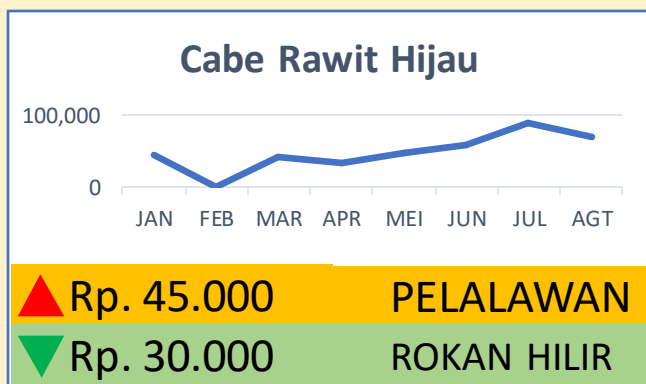 Cabe Rawit Hijau
100,000
0
JAN FEB MAR APR MEI JUN JUL AGT
Rp. 45.000 PELALAWAN
Rp. 30.000 ROKAN HILIR